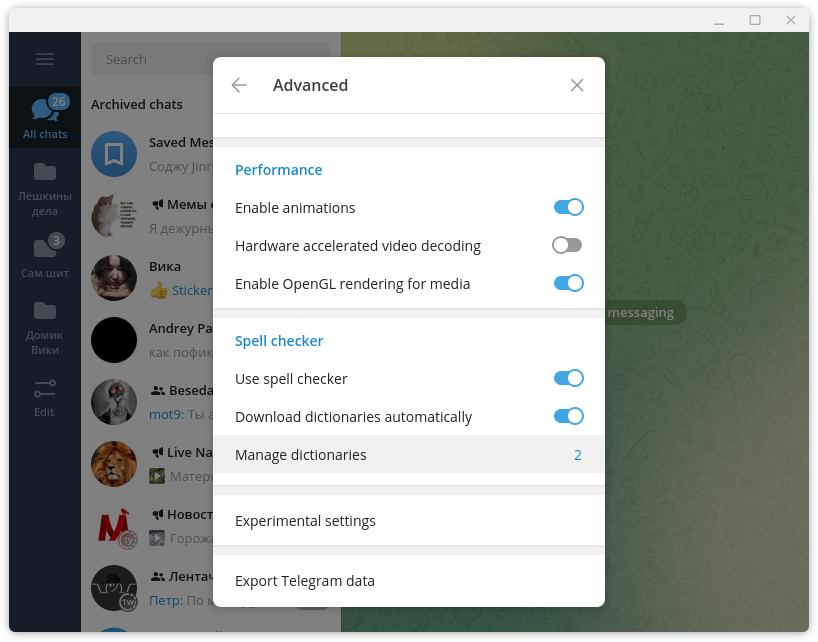 Search
Advanced
26
All chats
Лёшкины
дела
3
Сам шит
Домик
Вики
Edit
Archived chats
Saved Mes
Соджу Jinr
Мемы
Я дежурнь
Вика
Sticker
Andrey Pa
как пофик
Beseda
mot9: Ты
Live Na
Матери
Новост
Горожа
Лентач
Петр: По
Performance
Enable animations
Hardware accelerated video decoding
Enable OpenGL rendering for media
Spell checker
Use spell checker
Download dictionaries automatically
Manage dictionaries 2
Experimental settings
Export Telegram data
messaging